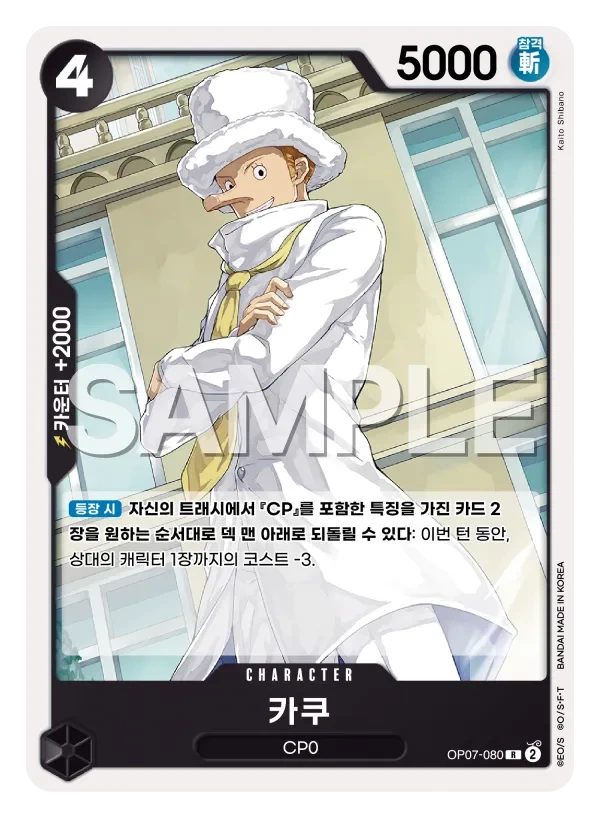 4
5000
참격
斬
Kaito Shibano
카운터 +2000
SAMPLE
등장 시 자신의 트래시에서 『CP』를 포함한 특징을 가진 카드 2
장을 원하는 순서대로 덱 맨 아래로 되돌릴 수 있다: 이번 턴 동안,
상대의 캐릭터 1장까지의 코스트 -3.
BANDAI MADE IN KOREA
©EO/S ©O/S·F·T
CHARACTER
카쿠
CP0
OP07-080 R 2